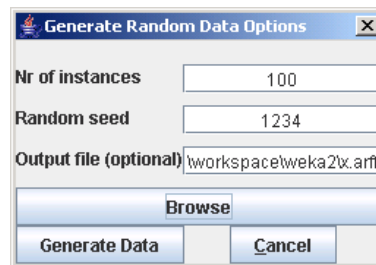 Generate Random Data Options
Nr of instances 100
Random seed 1234
Output file (optional) \workspace\weka2\x.arff
Browse
Generate Data Cancel